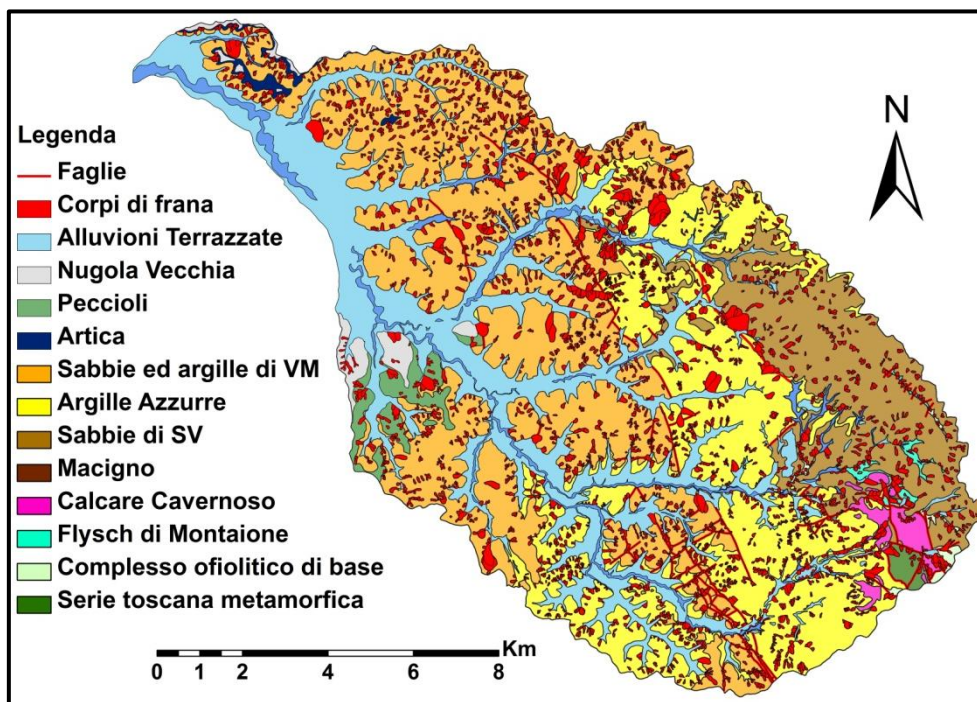 N
Legenda
Faglie
Corpi di frana
Alluvioni Terrazzate
Nugola Vecchia
Peccioli
Artica
Sabbie ed argille di VM
Argille Azzurre
Sabbie di SV
Macigno
Calcare Cavernoso
Flysch di Montaione
Complesso ofiolitico di base
Serie toscana metamorfica
Km
0 1 2 4 6 8